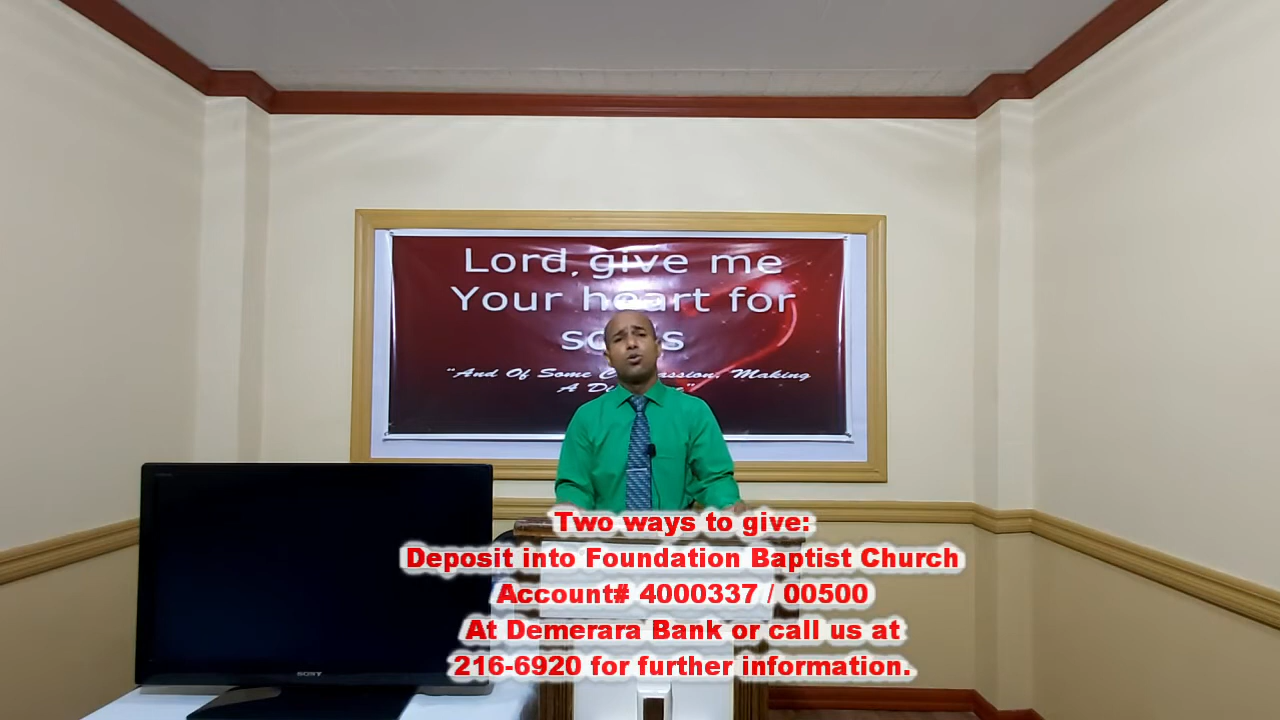 Lord, give me
Your heart for
“And Of Some Making
A
Two ways to give:
Deposit into Foundation Baptist Church
Account# 4000337 / 00500
At Demerara Bank or call us at
216-6920 for further information.
SONY